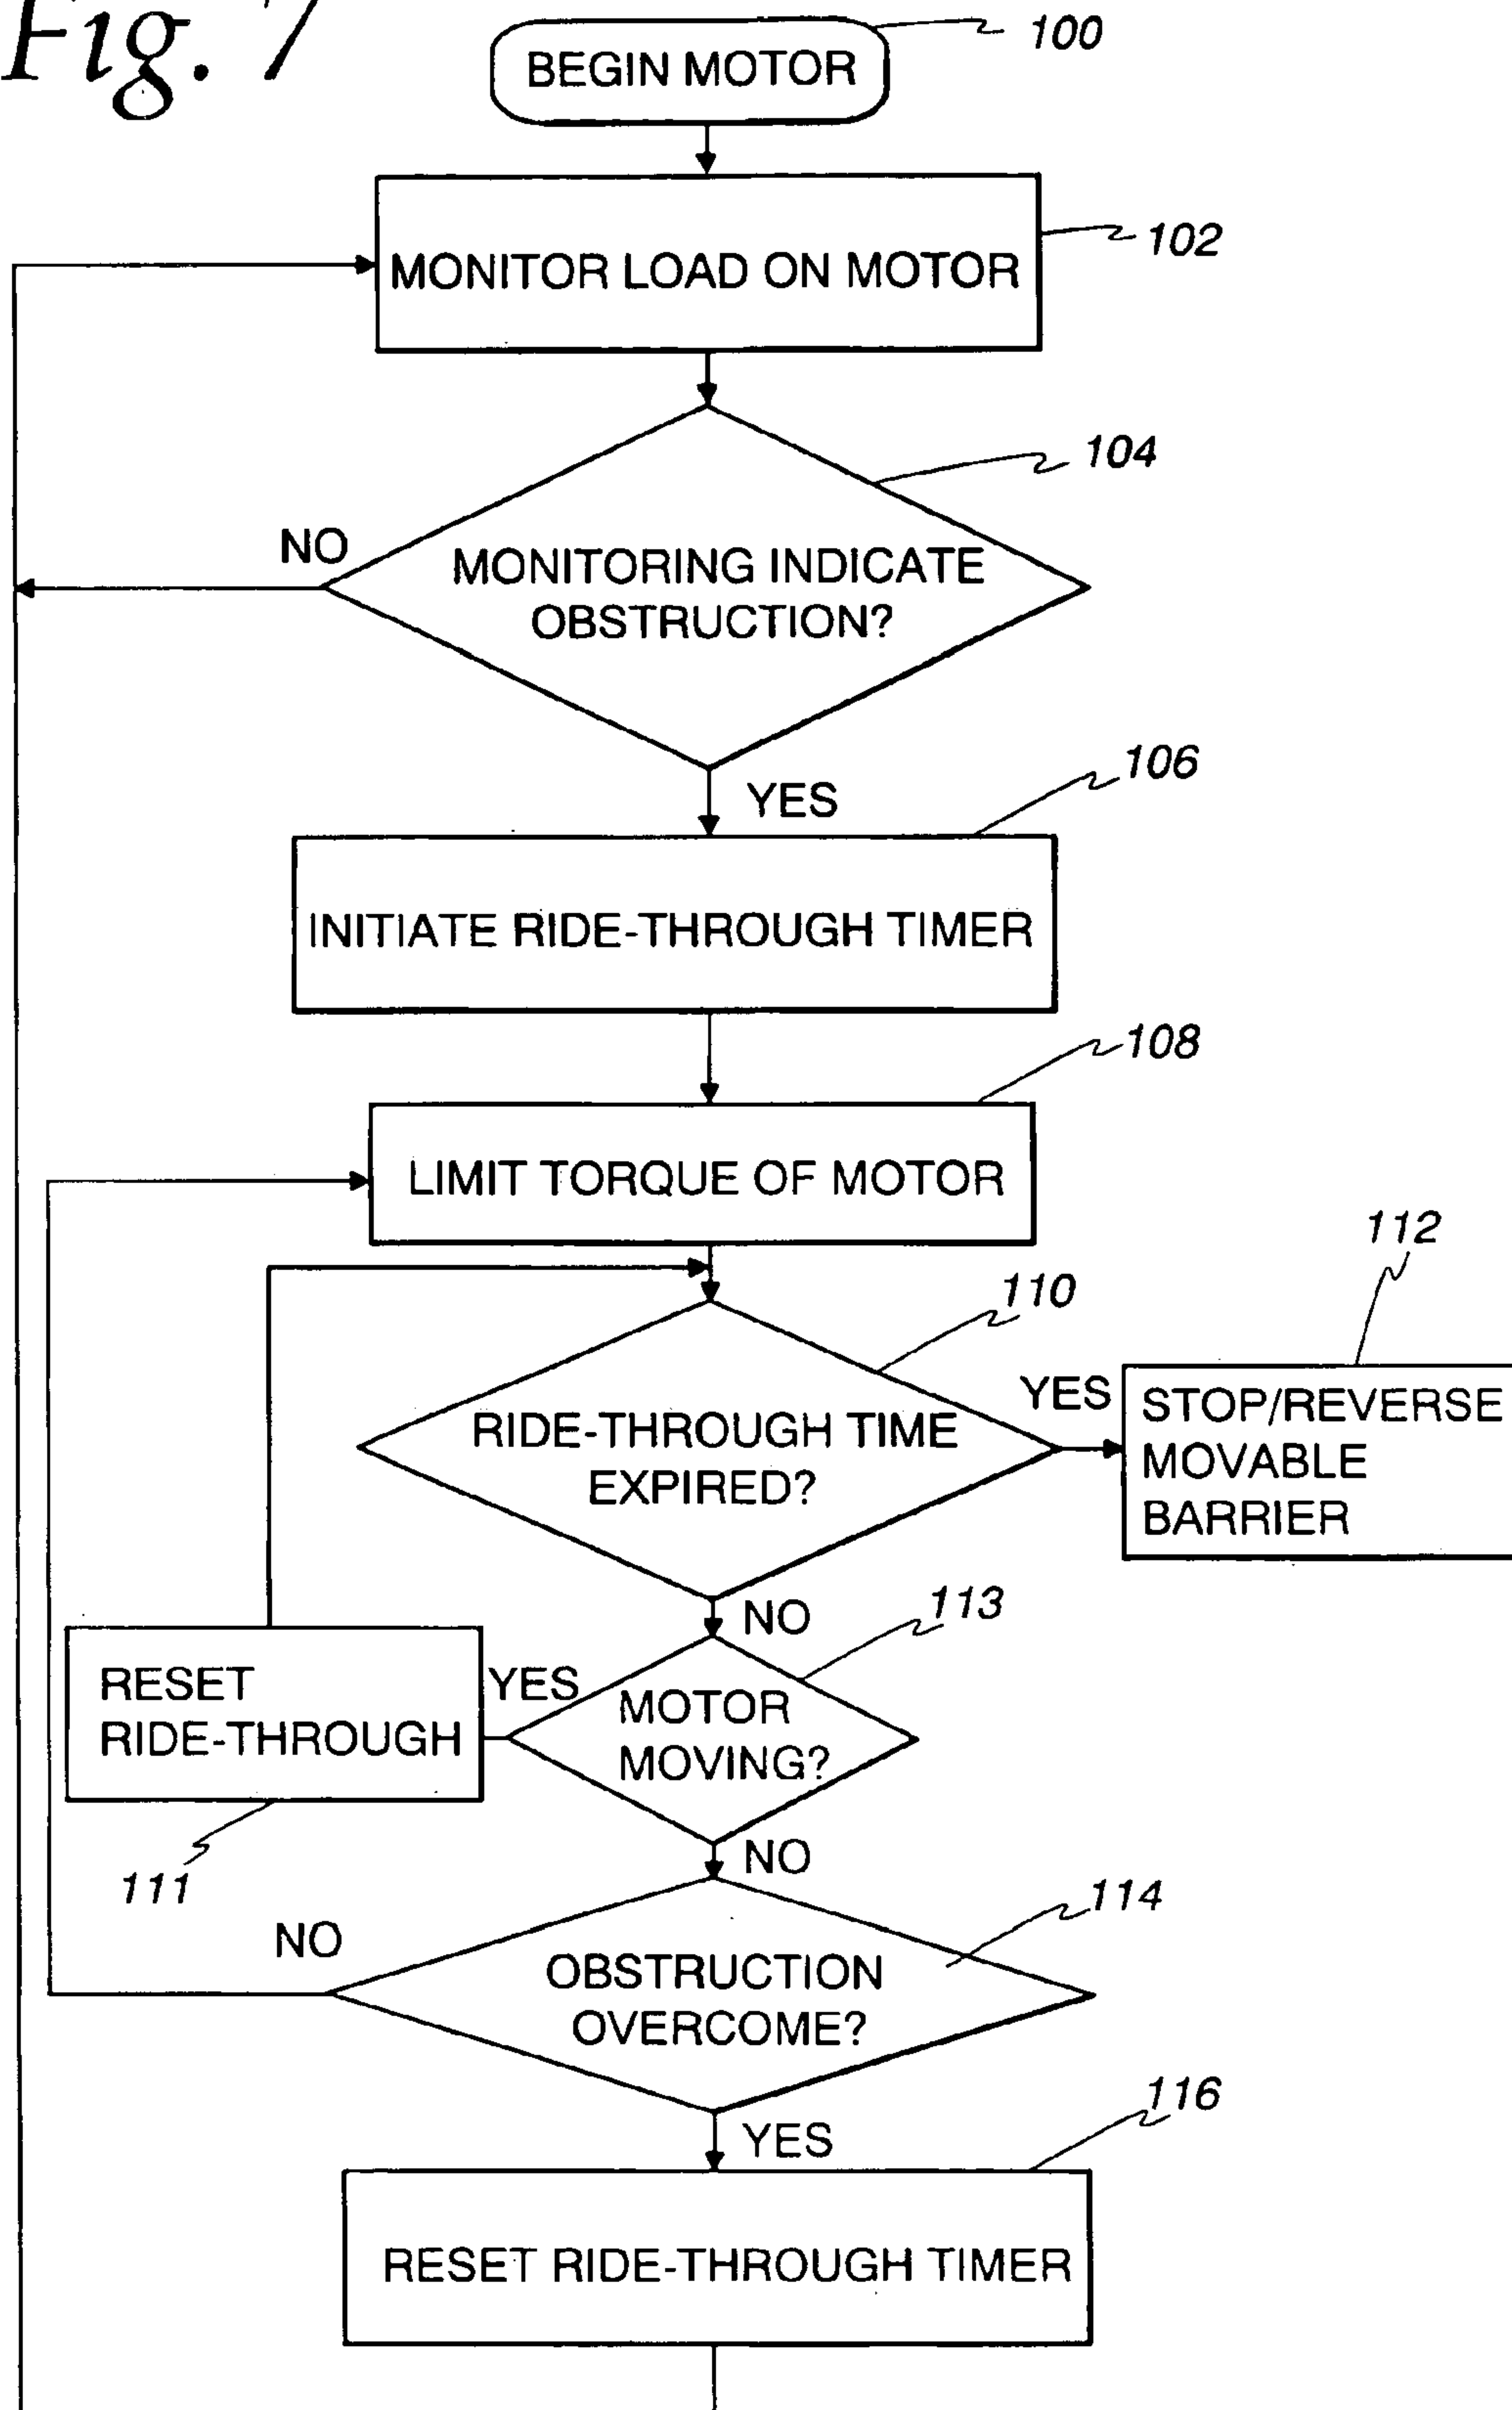 Fig. 7
100
BEGIN MOTOR
102
MONITOR LOAD ON MOTOR
104
NO
MONITORING INDICATE
OBSTRUCTION?
106
YES
INITIATE RIDE-THROUGH TIMER
108
LIMIT TORQUE OF MOTOR
112
110
YES
STOP/REVERSE
MOVABLE
BARRIER
RIDE-THROUGH TIME
EXPIRED?
NO
113
RESET
RIDE-THROUGH
YES
MOTOR
MOVING?
111
NO
114
NO
OBSTRUCTION
OVERCOME?
116
YES
RESET RIDE-THROUGH TIMER